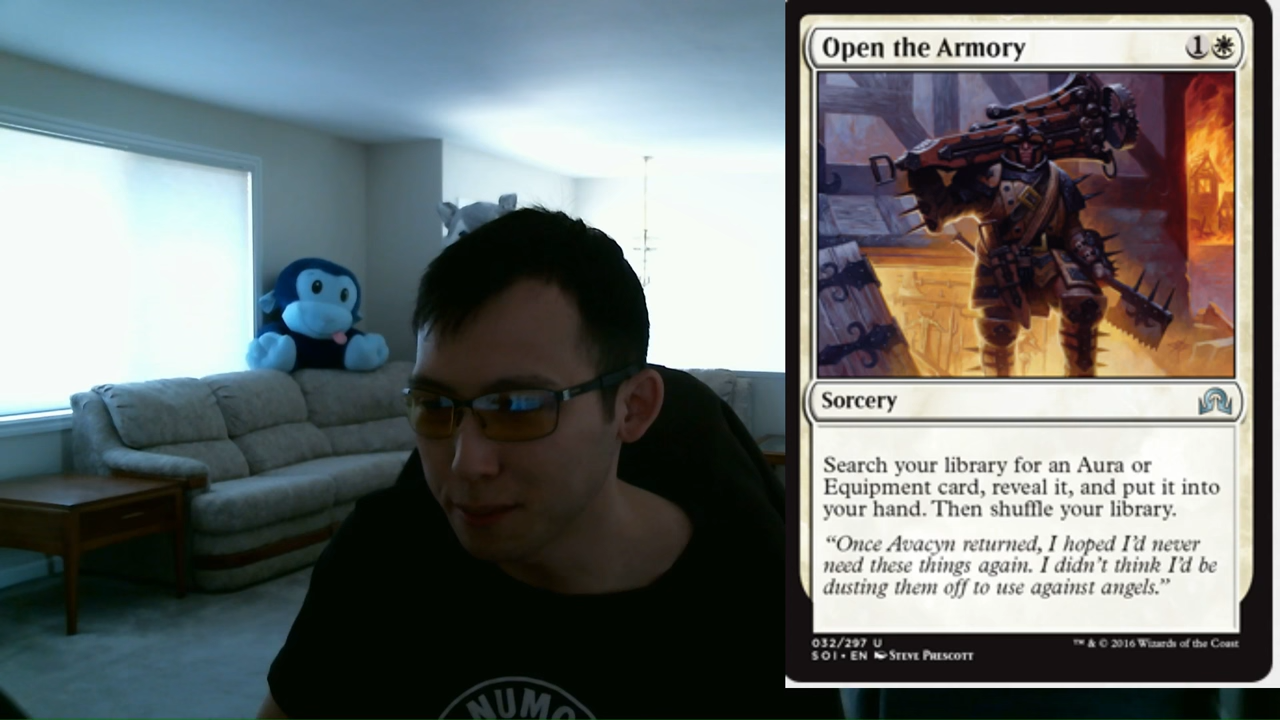 Open the Armory 1
Sorcery
Search your library for an Aura or
Equipment card, reveal it, and put it into
your hand. Then shuffle your library.
“Once Avacyn returned, I hoped I’d never
need these things again. I didn’t think I’d be
dusting them off to use against angels.”
032/297 U
™ & © 2016 Wizards of the Coast
SOI • EN Steve Prescott
NUMO